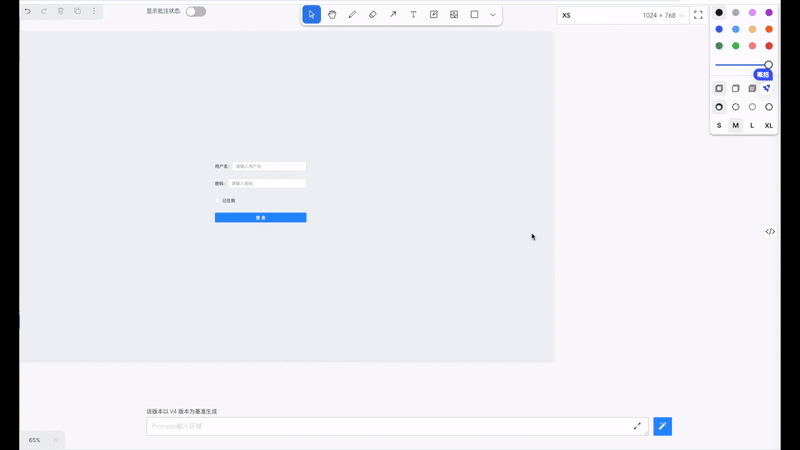 显示批注状态:
XS
1024 × 768
概括
S
M
L
XL
用户名:
请输入用户名
密码:
请输入密码
记住我
登 录
该版本以 V4 版本为基准生成
Prompts输入区域
65%